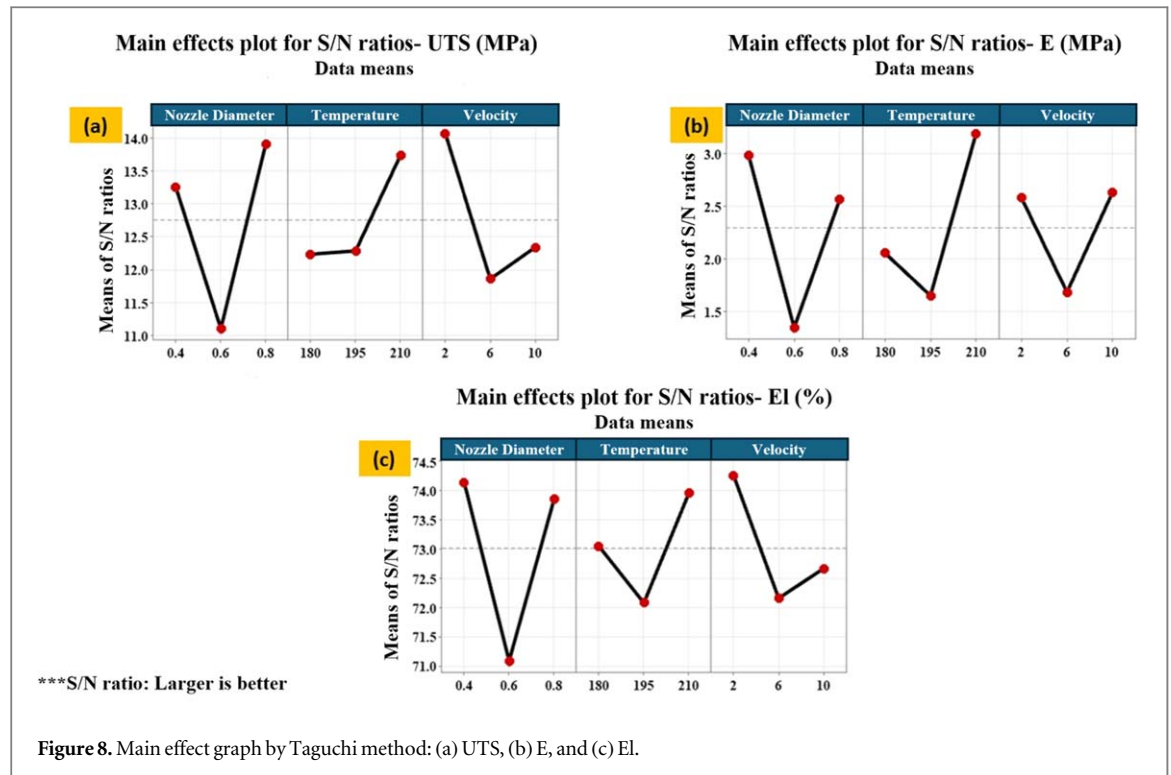 Main effects plot for S/N ratios- UTS (MPa)
Data means
(a)
Nozzle Diameter Temperature Velocity
Means of S/N ratios
14.0
13.5
13.0
12.5
12.0
11.5
11.0
0.4 0.6 0.8 180 195 210 2 6 10
Main effects plot for S/N ratios- E (MPa)
Data means
(b)
Nozzle Diameter Temperature Velocity
Means of S/N ratios
3.0
2.5
2.0
1.5
0.4 0.6 0.8 180 195 210 2 6 10
Main effects plot for S/N ratios- El (%)
Data means
(c)
Nozzle Diameter Temperature Velocity
Means of S/N ratios
74.5
74.0
73.5
73.0
72.5
72.0
71.5
71.0
0.4 0.6 0.8 180 195 210 2 6 10
***S/N ratio: Larger is better
Figure 8. Main effect graph by Taguchi method: (a) UTS, (b) E, and (c) El.